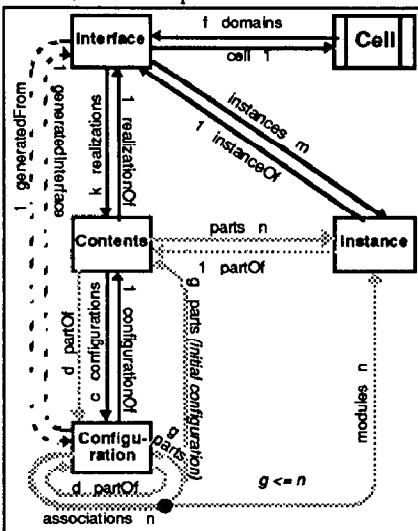 f domains
Interface
Cell
cell 1
1 generatedFrom
1 generatedInterface
k realizations
1 realizationOf
instances m
1 instanceOf
Contents
parts n
1 partOf
Instance
d partOf
c configurations
1 configurationOf
g parts (initial configuration)
modules n
Configu-
ration
g parts
d partOf
g <= n
associations n